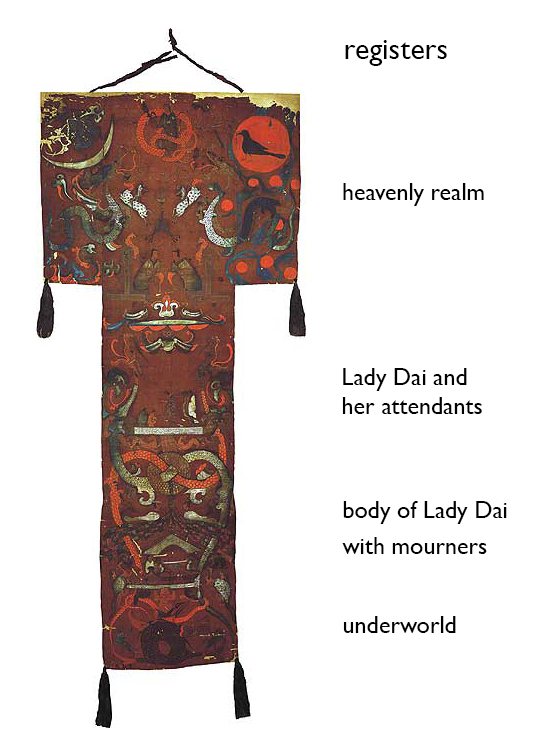 registers
heavenly realm
Lady Dai and
her attendants
body of Lady Dai
with mourners
underworld